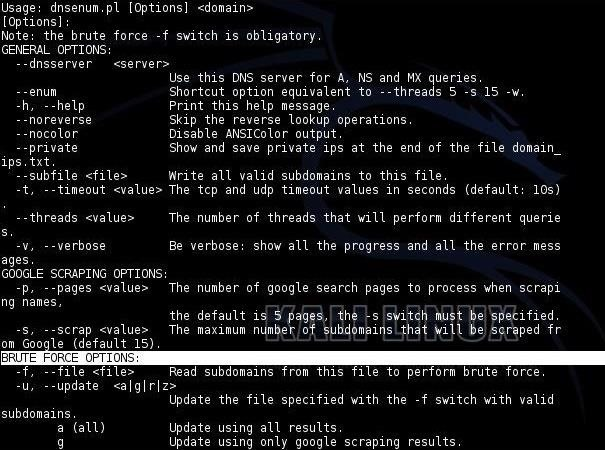 Usage: dnsenum.pl [Options] <domain>
[Options]:
Note: the brute force -f switch is obligatory.
GENERAL OPTIONS:
  --dnsserver   <server>
                        Use this DNS server for A, NS and MX queries.
  --enum                Shortcut option equivalent to --threads 5 -s 15 -w.
  -h, --help            Print this help message.
  --noreverse           Skip the reverse lookup operations.
  --nocolor             Disable ANSIColor output.
  --private             Show and save private ips at the end of the file domain_
ips.txt.
  --subfile <file>      Write all valid subdomains to this file.
  -t, --timeout <value> The tcp and udp timeout values in seconds (default: 10s)
.
  --threads <value>     The number of threads that will perform different querie
s.
  -v, --verbose         Be verbose: show all the progress and all the error mess
ages.
GOOGLE SCRAPING OPTIONS:
  -p, --pages <value>   The number of google search pages to process when scrapi
ng names,
                        the default is 5 pages, the -s switch must be specified.
KALI LINUX
  -s, --scrap <value>   The maximum number of subdomains that will be scraped fr
om Google (default 15).
BRUTE FORCE OPTIONS:
  -f, --file <file>     Read subdomains from this file to perform brute force.
  -u, --update  <a|g|r|z>
                        Update the file specified with the -f switch with valid
subdomains.
        a (all)         Update using all results.
        g               Update using only google scraping results.